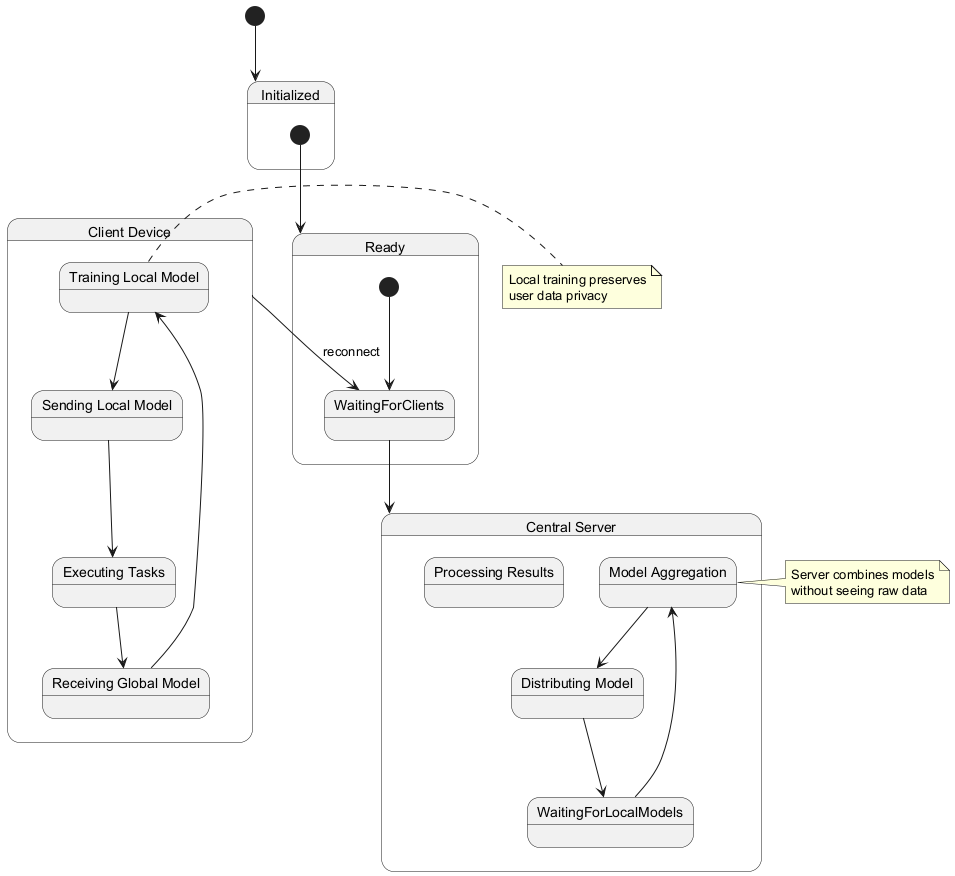 Initialized
Client Device
Ready
Training Local Model
Local training preserves
user data privacy
reconnect
Sending Local Model
WaitingForClients
Central Server
Executing Tasks
Processing Results
Model Aggregation
Server combines models
without seeing raw data
Receiving Global Model
Distributing Model
WaitingForLocalModels